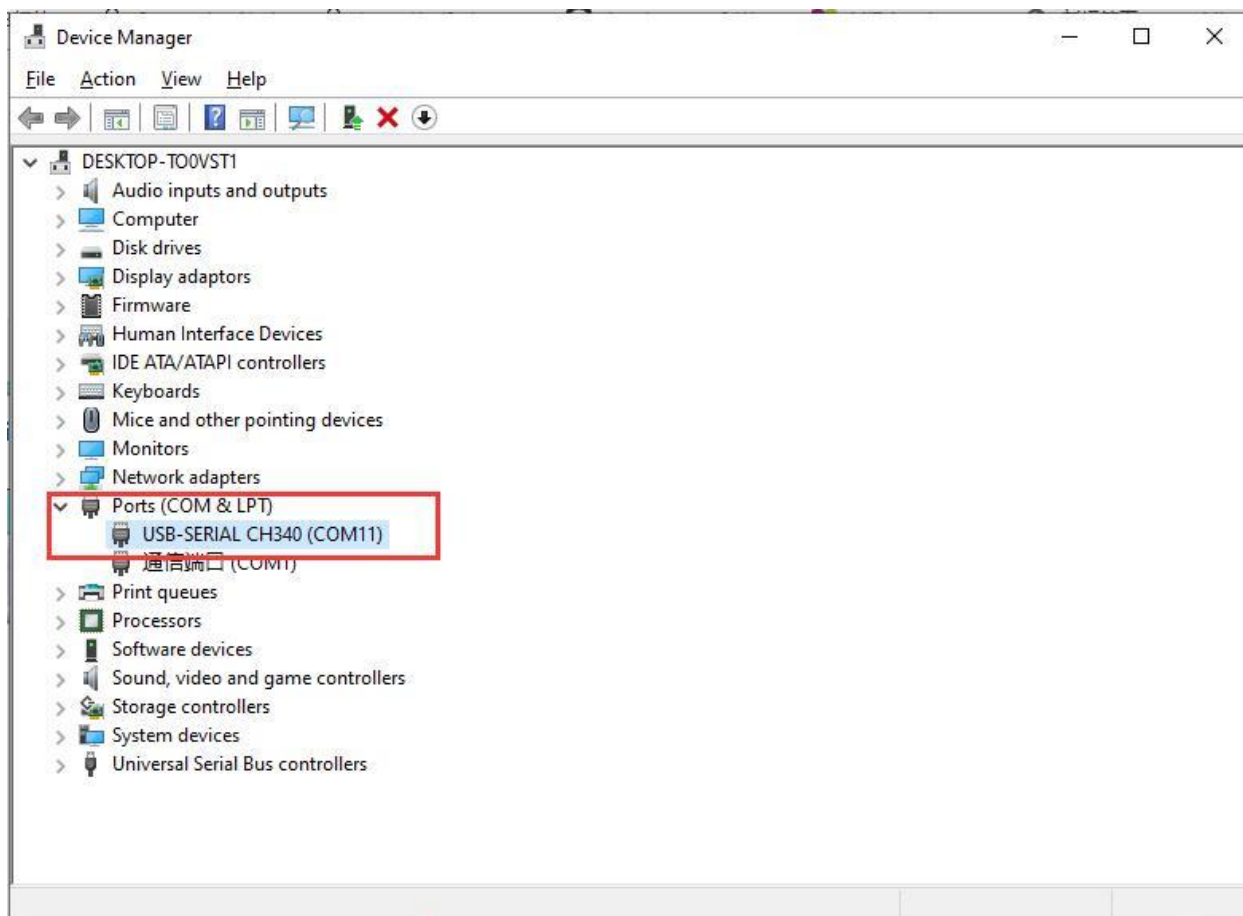 Device Manager
File Action View Help
DESKTOP-TO0VST1
Audio inputs and outputs
Computer
Disk drives
Display adaptors
Firmware
Human Interface Devices
IDE ATA/ATAPI controllers
Keyboards
Mice and other pointing devices
Monitors
Network adapters
Ports (COM & LPT)
USB-SERIAL CH340 (COM11)
通信端口 (COM1)
Print queues
Processors
Software devices
Sound, video and game controllers
Storage controllers
System devices
Universal Serial Bus controllers